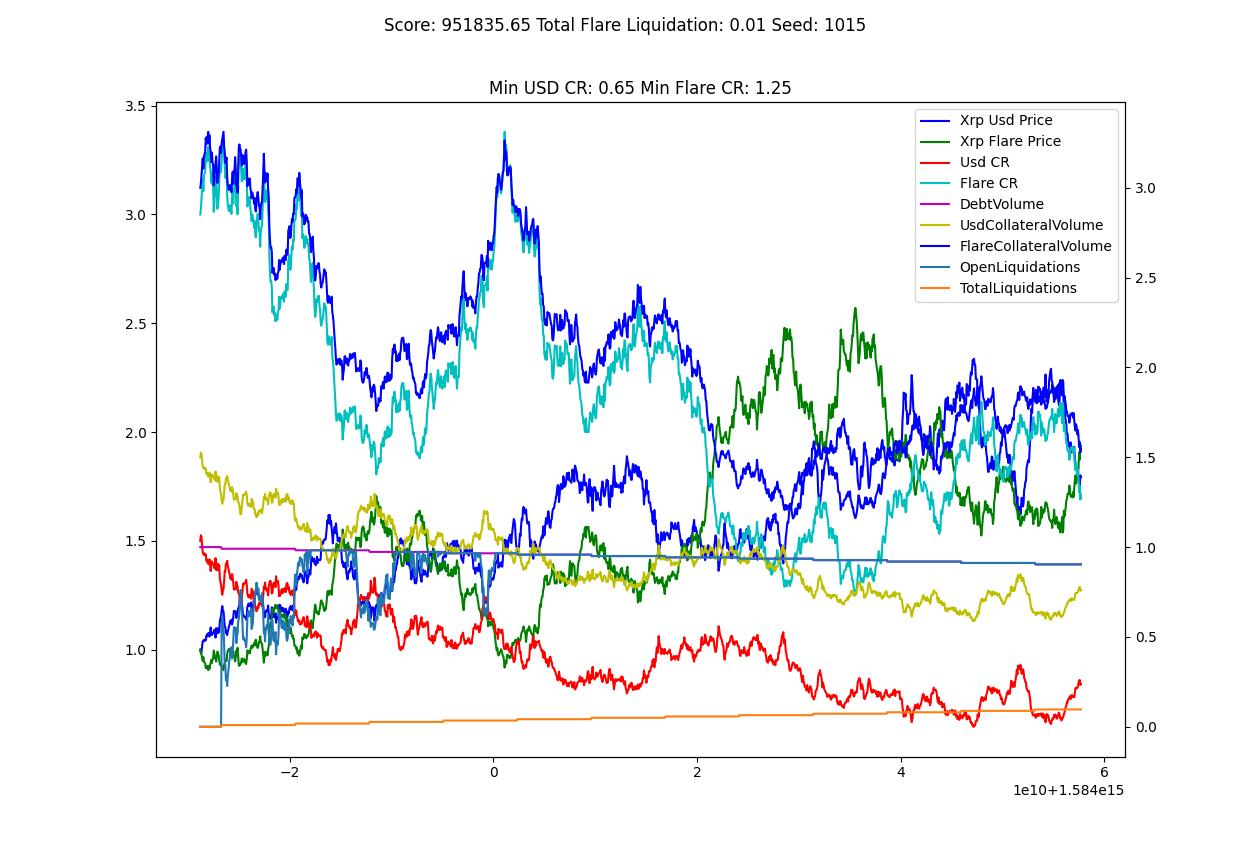 Score: 951835.65 Total Flare Liquidation: 0.01 Seed: 1015
Min USD CR: 0.65 Min Flare CR: 1.25
3.5
3.0
2.5
2.0
1.5
1.0
Xrp Usd Price
Xrp Flare Price
Usd CR
Flare CR
DebtVolume
UsdCollateralVolume
FlareCollateralVolume
OpenLiquidations
TotalLiquidations
3.0
2.5
2.0
1.5
1.0
0.5
0.0
−2 0 2 4 6
1e10+1.584e15